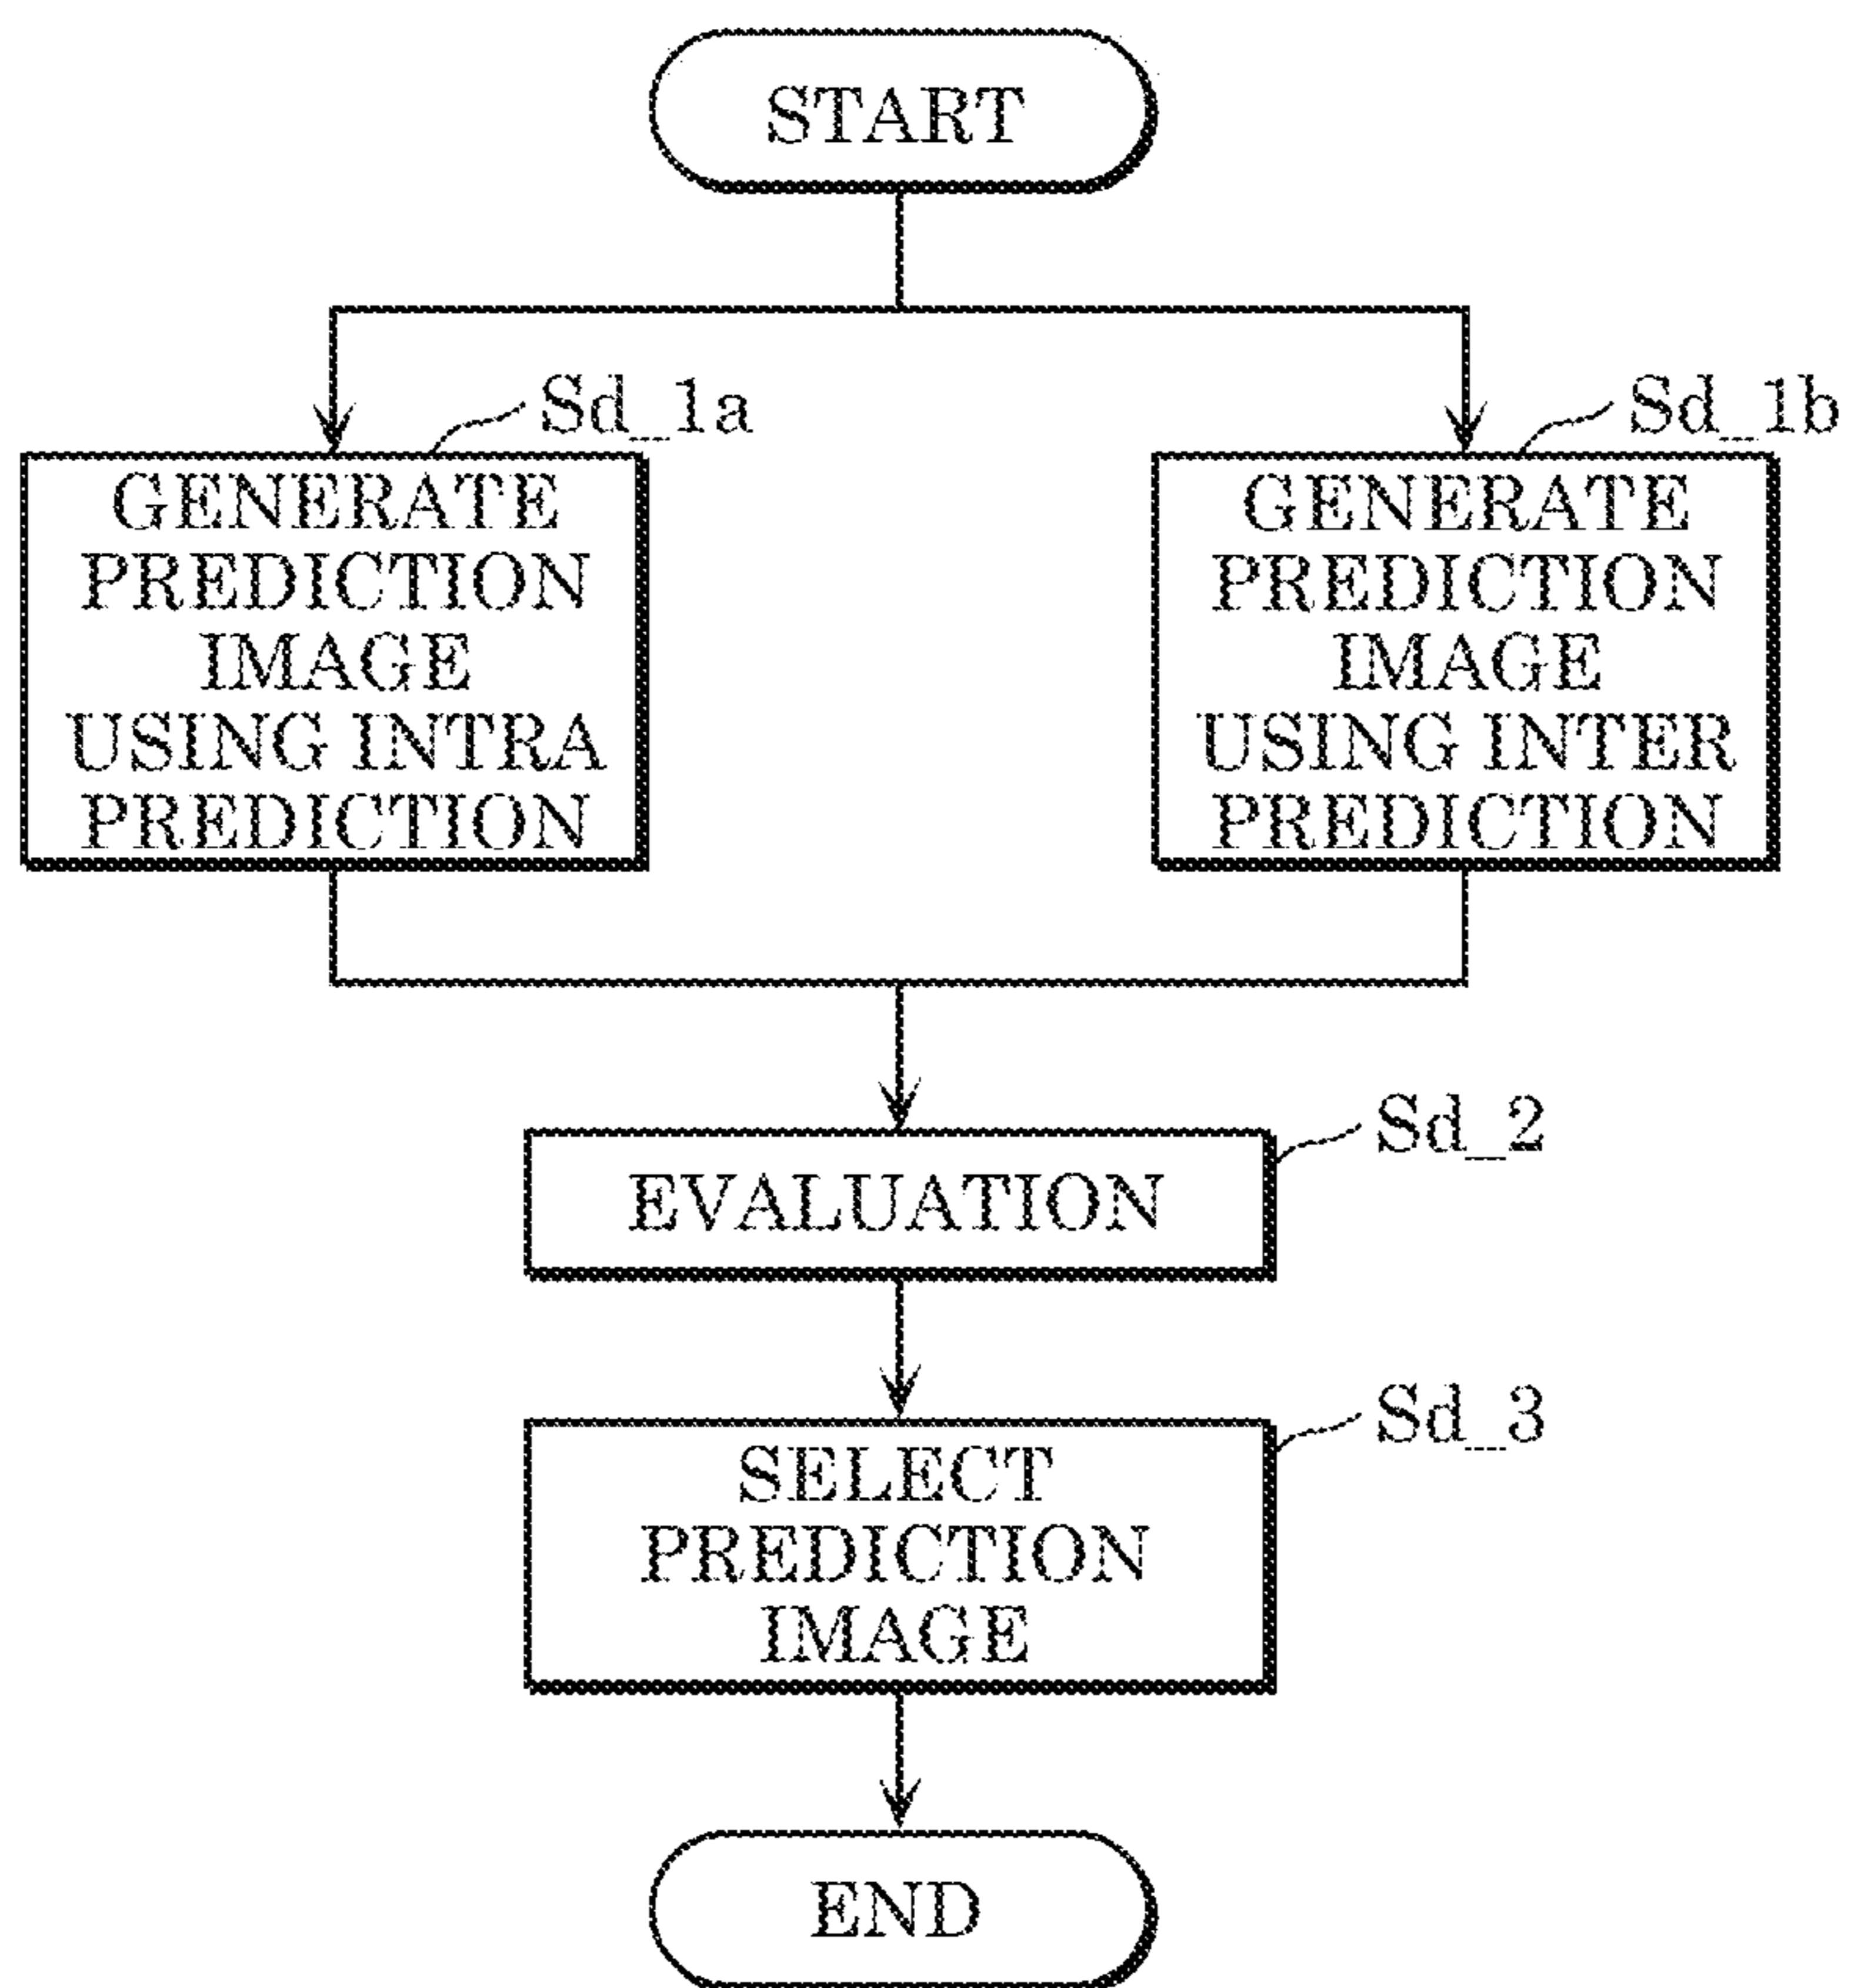 START
Sd_1a
GENERATE
PREDICTION
IMAGE
USING INTRA
PREDICTION
Sd_1b
GENERATE
PREDICTION
IMAGE
USING INTER
PREDICTION
Sd_2
EVALUATION
Sd_3
SELECT
PREDICTION
IMAGE
END